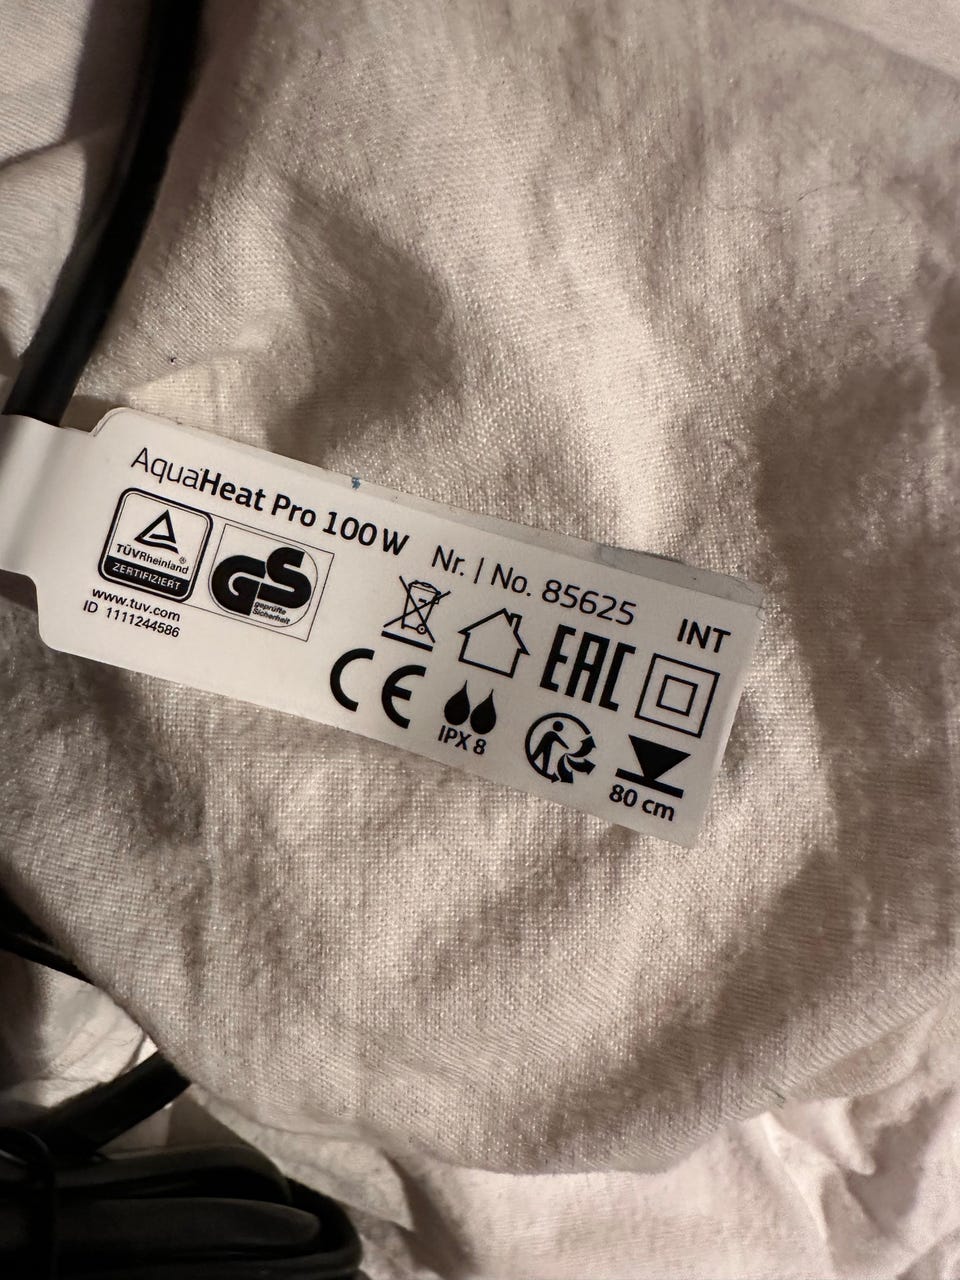 AquaHeat Pro 100 W Nr. | No. 85625 INT
TÜVRheinland®
ZERTIFIZIERT
GS
geprüfte
Sicherheit
www.tuv.com
ID 1111244586
EAC
CE
IPX 8
80 cm